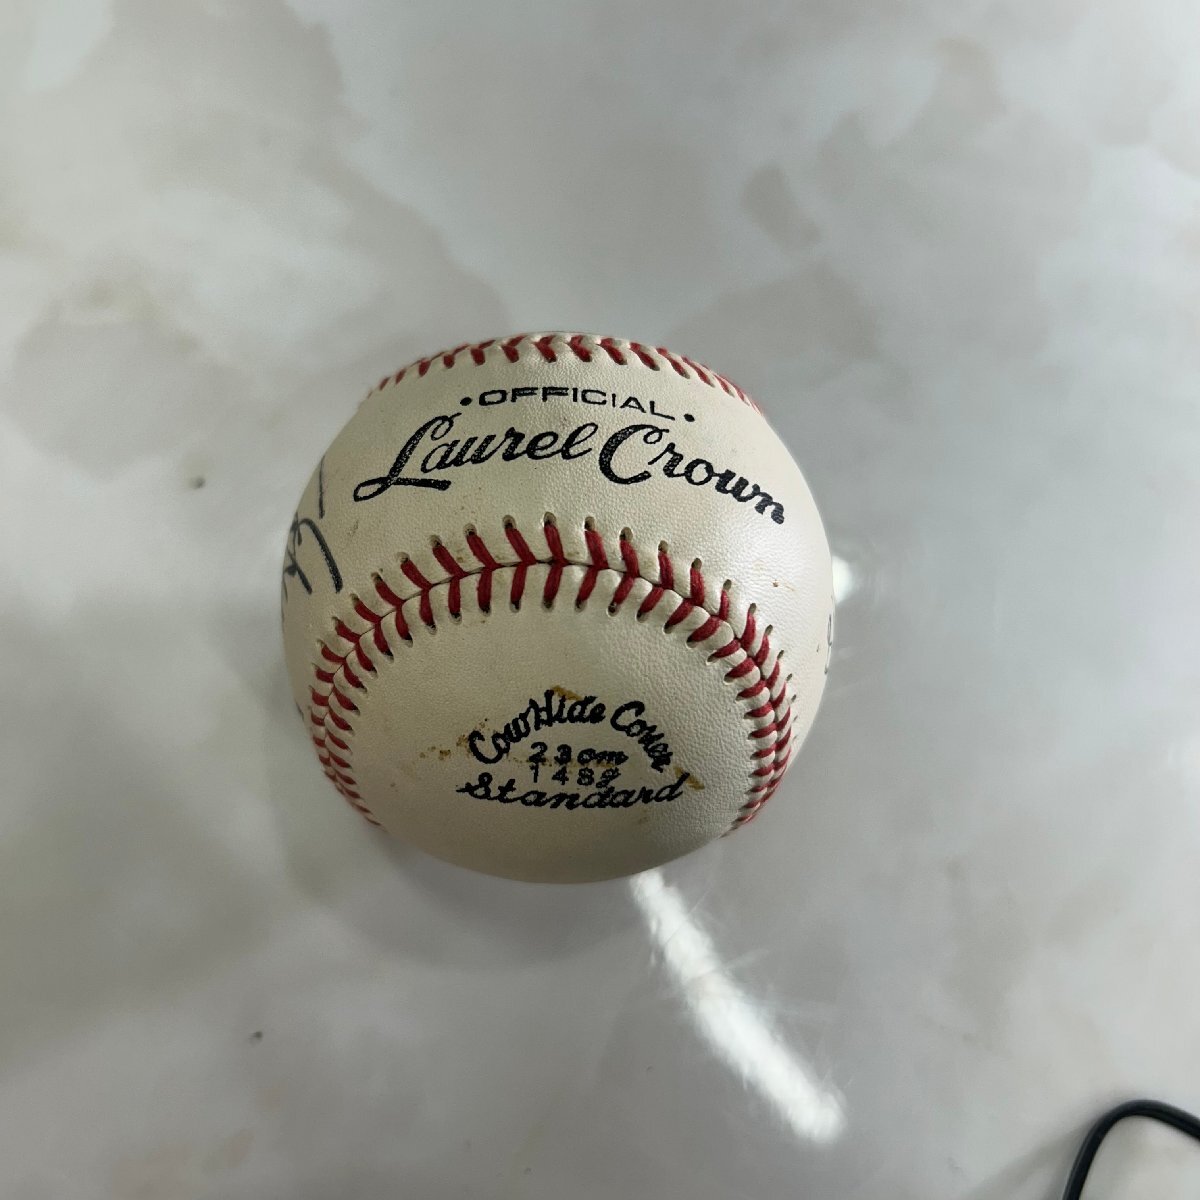 •OFFICIAL•
Laurel Crown
CowHide Cover
23cm
148g
Standard